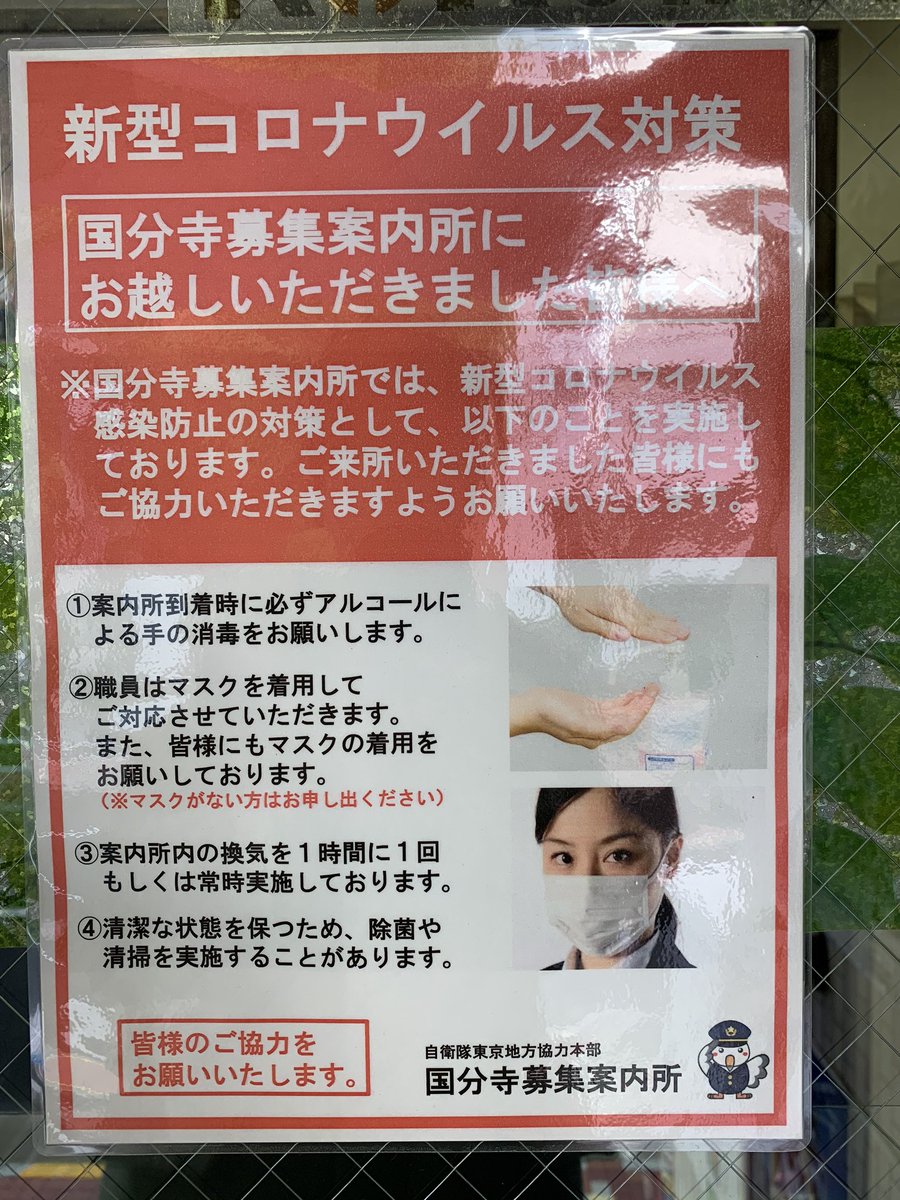 新型コロナウイルス対策
国分寺募集案内所に
お越しいただきました皆様へ
※国分寺募集案内所では、新型コロナウイルス
感染防止の対策として、以下のことを実施し
ております。ご来所いただきました皆様にも
ご協力いただきますようお願いいたします。
①案内所到着時に必ずアルコールに
よる手の消毒をお願いします。
②職員はマスクを着用して
ご対応させていただきます。
また、皆様にもマスクの着用を
お願いしております。
（※マスクがない方はお申し出ください）
③案内所内の換気を１時間に１回
もしくは常時実施しております。
④清潔な状態を保つため、除菌や
清掃を実施することがあります。
皆様のご協力を
お願いいたします。
自衛隊東京地方協力本部
国分寺募集案内所